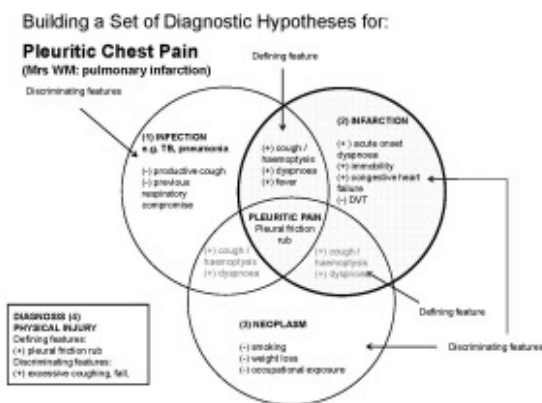 Building a Set of Diagnostic Hypotheses for:
Pleuritic Chest Pain
(Mrs WM: pulmonary infarction)
Defining feature
Discriminating features
(1) INFECTION
e.g. TB, pneumonia
(-) productive cough
(-) previous
respiratory
compromise
(+) cough /
haemoptysis
(+) dyspnoea
(+) fever
(2) INFARCTION
(+) acute onset
dyspnoea
(+) immobility
(+) congestive heart
failure
(-) DVT
PLEURITIC PAIN
Pleural friction
rub
(+) cough /
haemoptysis
(+) dyspnoea
(+) cough /
haemoptysis
(+) dyspnoea
Defining feature
(3) NEOPLASM
(-) smoking
(-) weight loss
(-) occupational exposure
Discriminating features
DIAGNOSIS (4)
PHYSICAL INJURY
Defining features:
(+) pleural friction rub
Discriminating features:
(+) excessive coughing, fall,